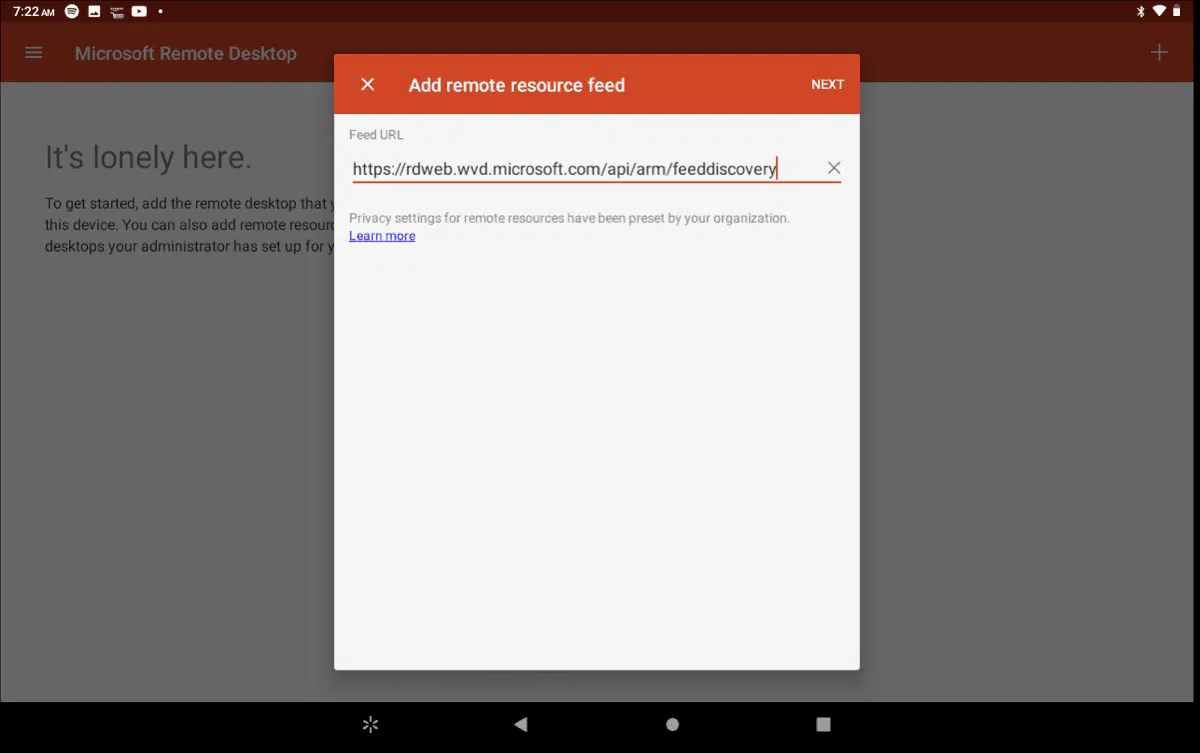 7:22 AM
Microsoft Remote Desktop
Add remote resource feed
NEXT
Feed URL
https://rdweb.wvd.microsoft.com/api/arm/feeddiscovery
Privacy settings for remote resources have been preset by your organization.
Learn more
It's lonely here.
To get started, add the remote desktop that
this device. You can also add remote
desktops your administrator has set up for